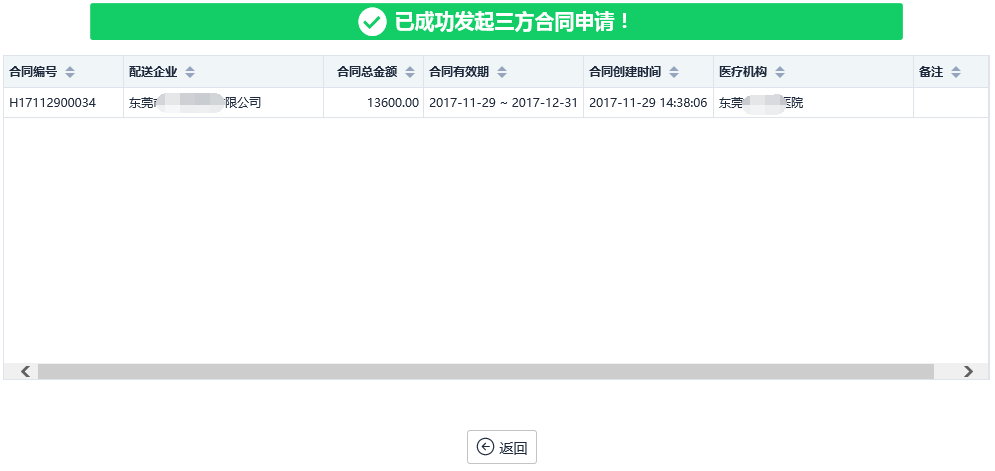 已成功发起三方合同申请！
合同编号 配送企业 合同总金额 合同有效期 合同创建时间 医疗机构 备注
H17112900034 东莞 限公司 13600.00 2017-11-29 ~ 2017-12-31 2017-11-29 14:38:06 东莞 医院
返回